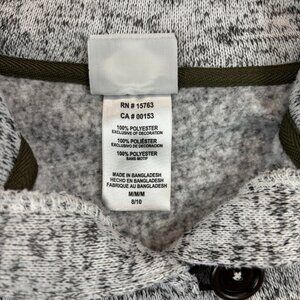 RN # 15763
CA # 00153
100% POLYESTER
EXCLUSIVE OF DECORATION
100% POLIÉSTER
EXCLUSIVO DE DECORACIÓN
100% POLYESTER
SANS MOTIF
MADE IN BANGLADESH
HECHO EN BANGLADESH
FABRIQUÉ AU BANGLADESH
M/M/M
8/10